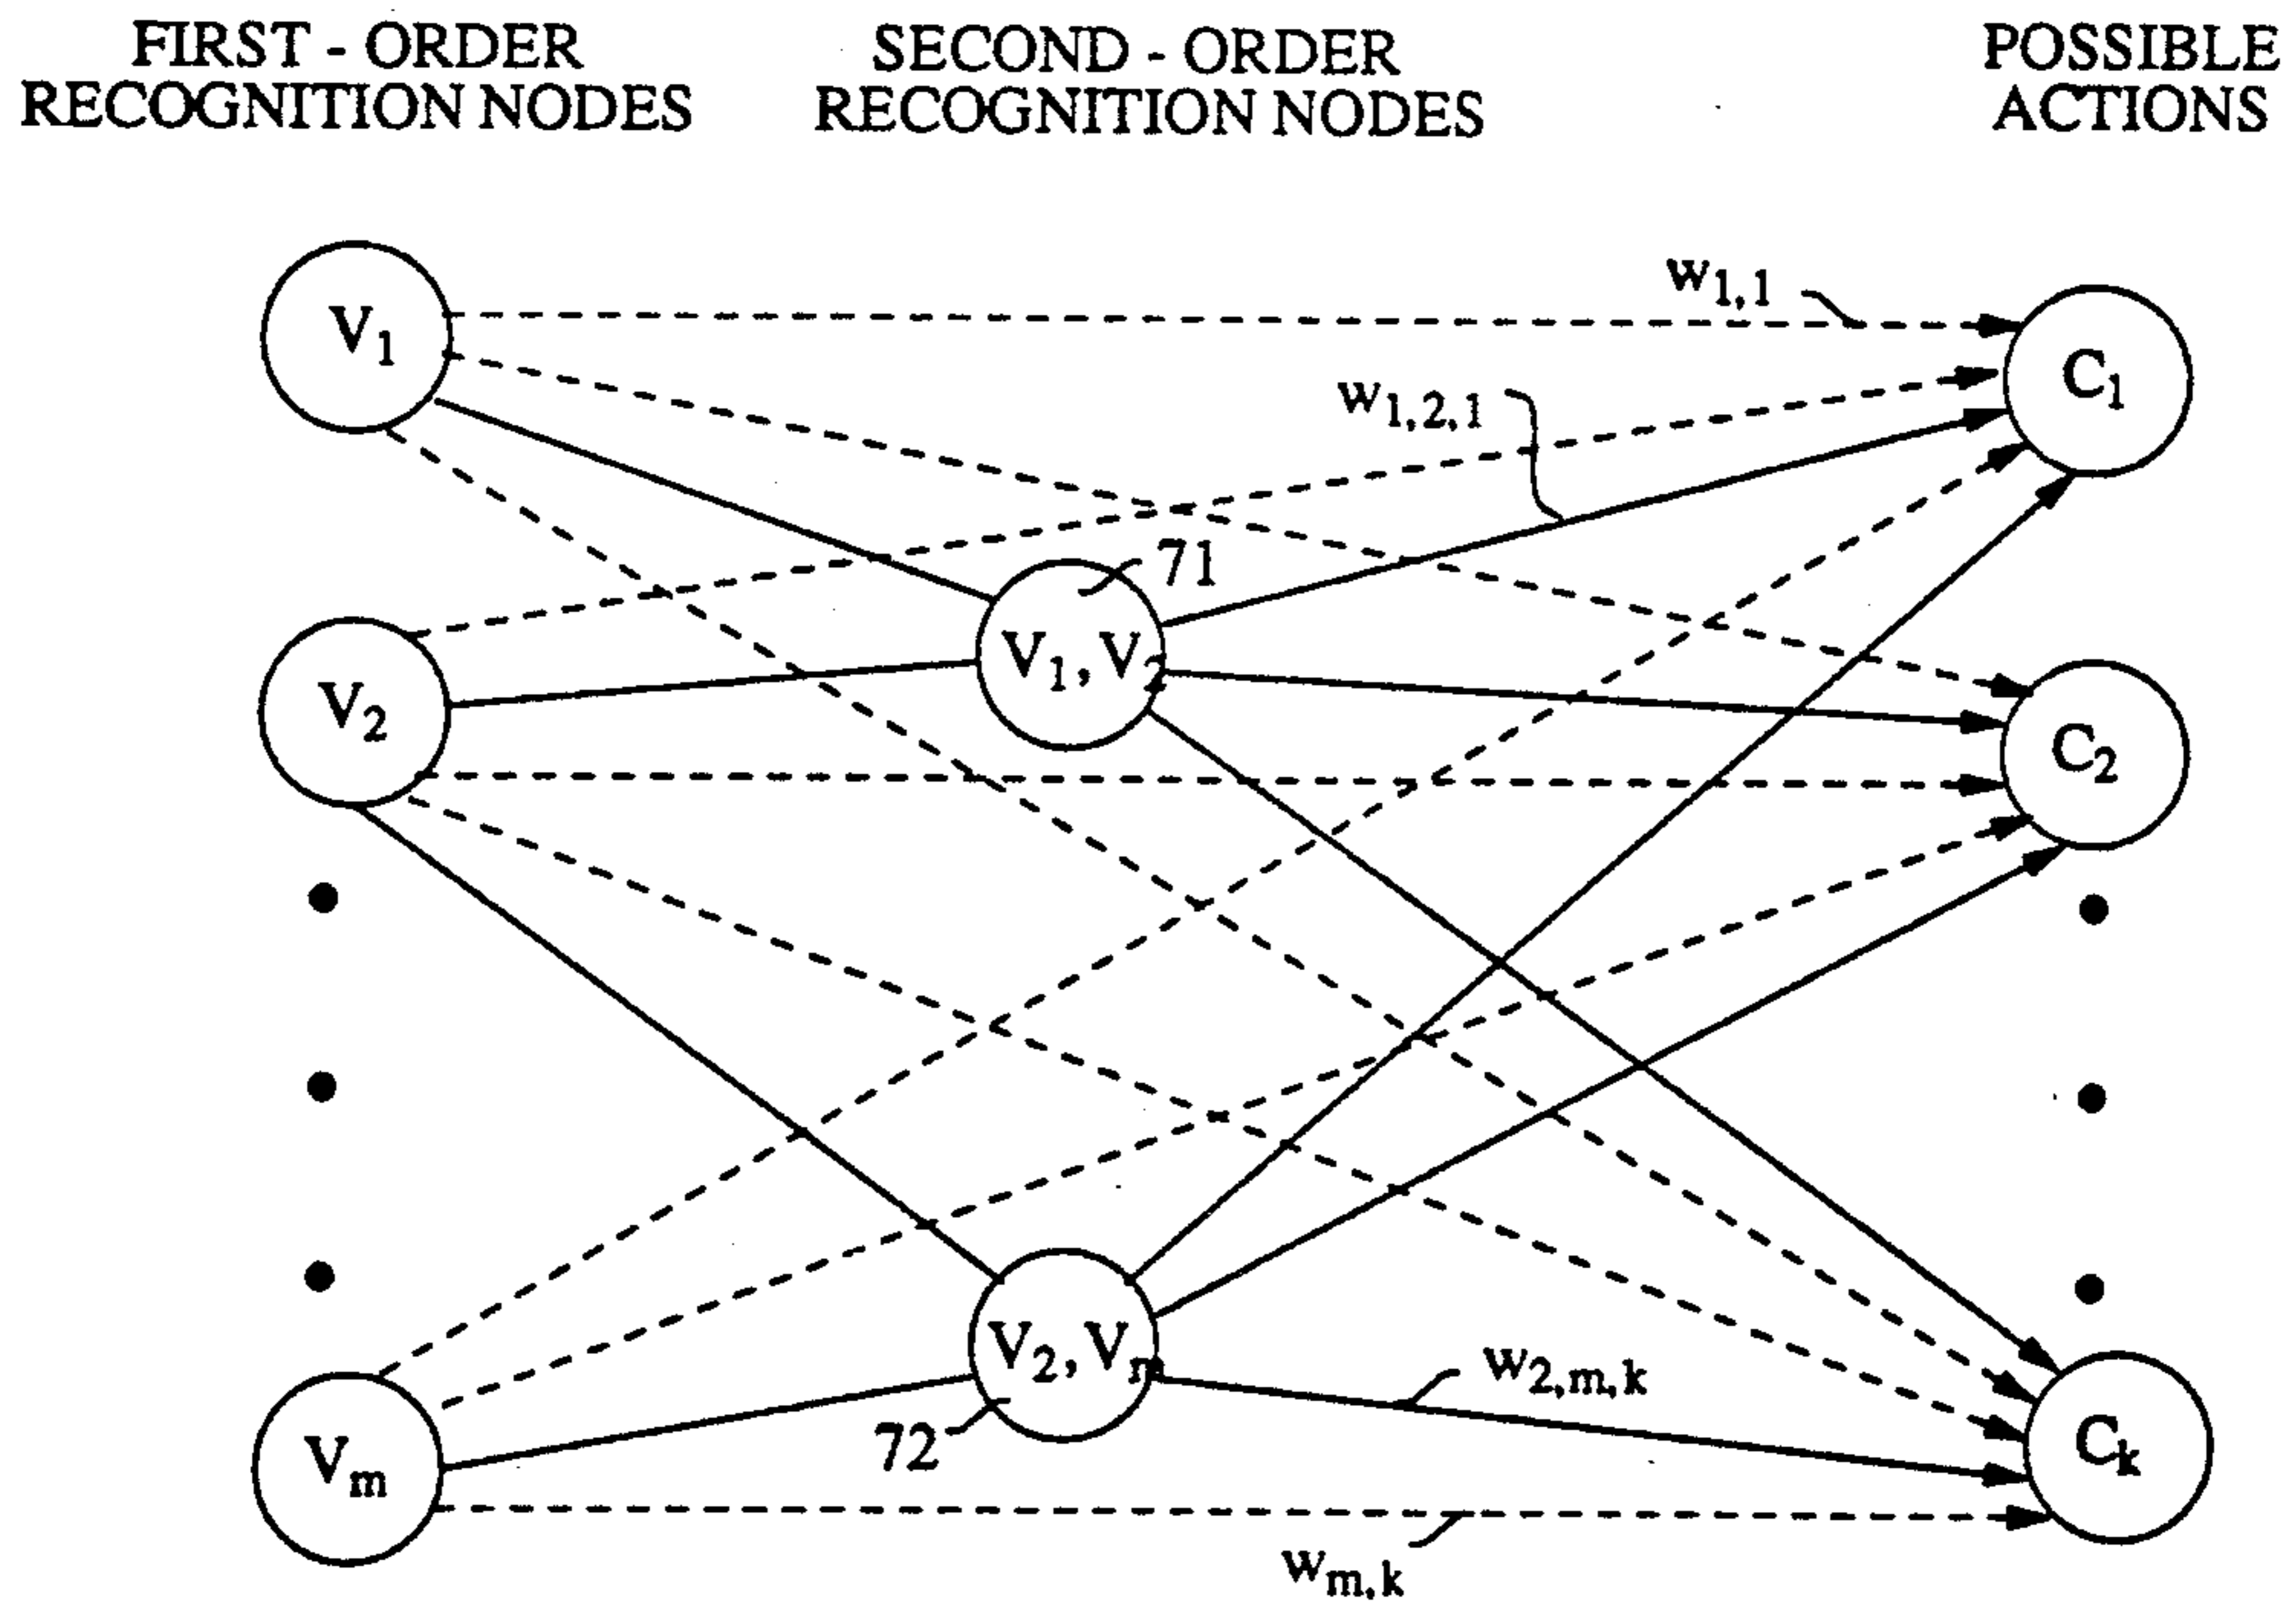 FIRST - ORDER
RECOGNITION NODES
SECOND - ORDER
RECOGNITION NODES
POSSIBLE
ACTIONS
V1
w1,1
C1
w1,2,1
71
V1, V2
V2
C2
V2, Vm
w2,m,k
72
Vm
Ck
wm,k